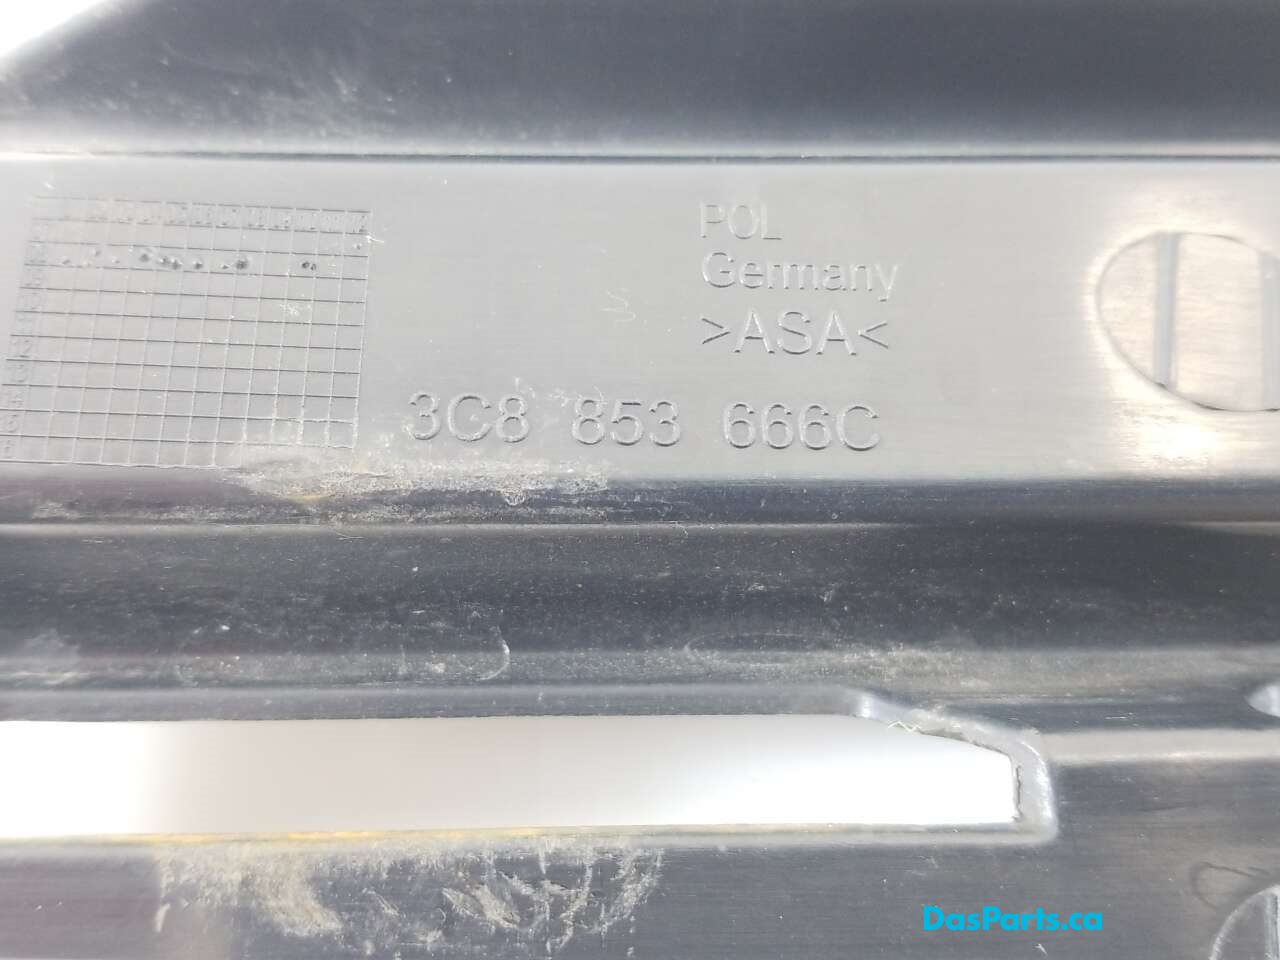 POL
Germany
>ASA<
3C8 853 666C
DasParts.ca